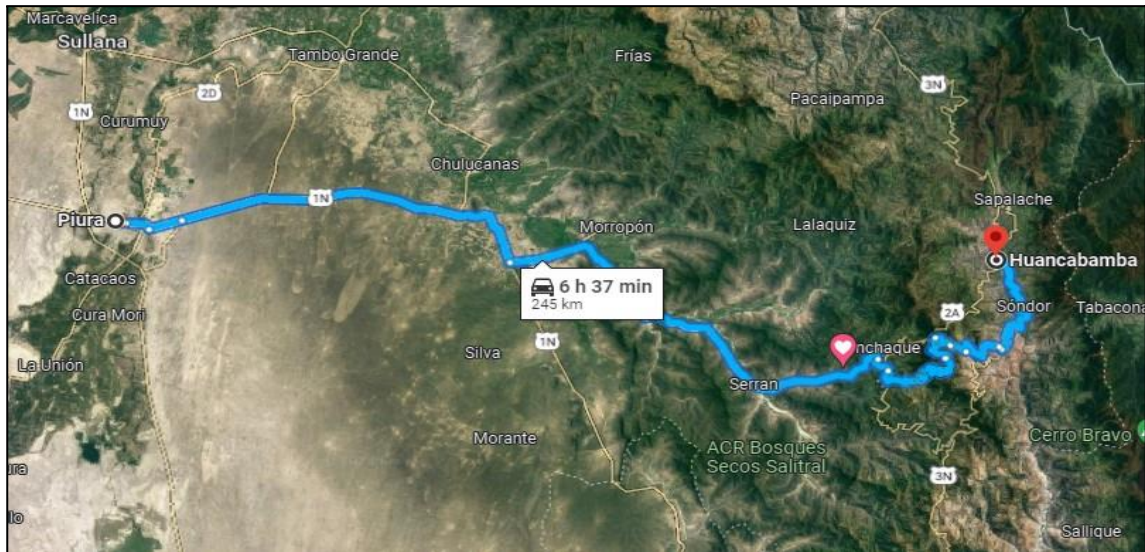 Marcavelica
Sullana
Tambo Grande
Frías
3N
2D
Pacaipampa
1N
Curumuy
Chulucanas
1N
Sapalache
Piura
Morropón
Lalaquiz
Huancabamba
Catacaos
6 h 37 min
245 km
Sóndor
Tabacona
Cura Mori
2A
1N
nchaque
La Unión
Silva
Serran
Morante
ACR Bosques
Secos Salitral
Cerro Bravo
ura
3N
lo
Sallique